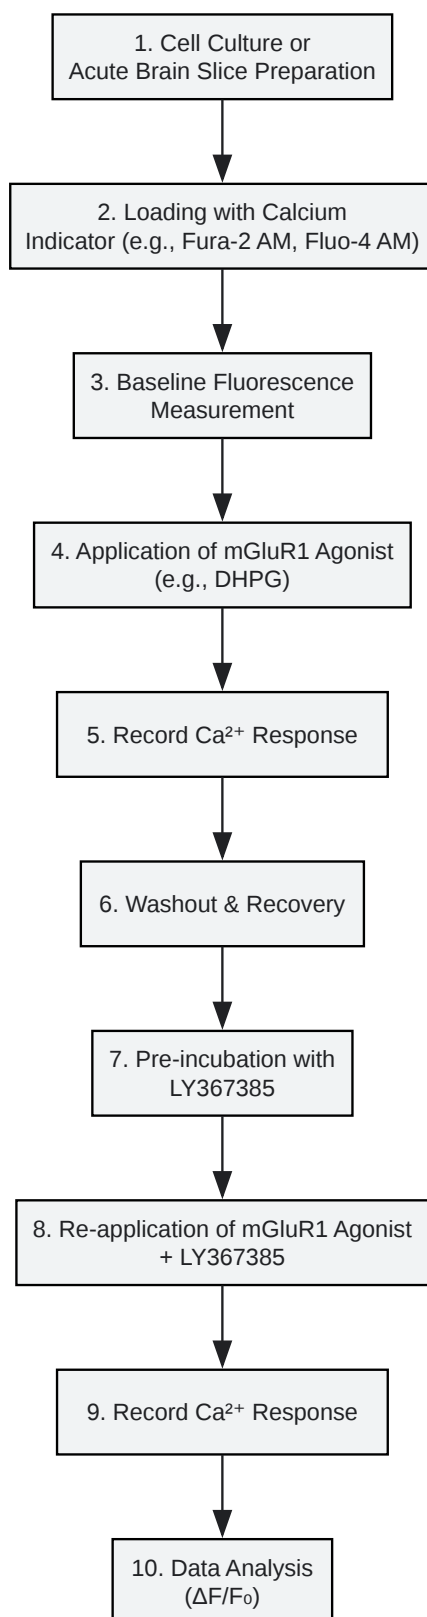 1. Cell Culture or
Acute Brain Slice Preparation
2. Loading with Calcium
Indicator (e.g., Fura-2 AM, Fluo-4 AM)
3. Baseline Fluorescence
Measurement
4. Application of mGluR1 Agonist
(e.g., DHPG)
5. Record Ca²⁺ Response
6. Washout & Recovery
7. Pre-incubation with
LY367385
8. Re-application of mGluR1 Agonist
+ LY367385
9. Record Ca²⁺ Response
10. Data Analysis
(ΔF/F₀)